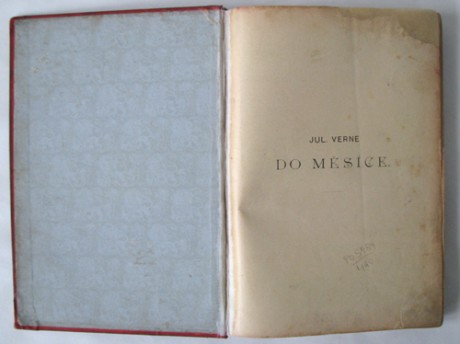 JUL. VERNE
DO MĚSÍCE.